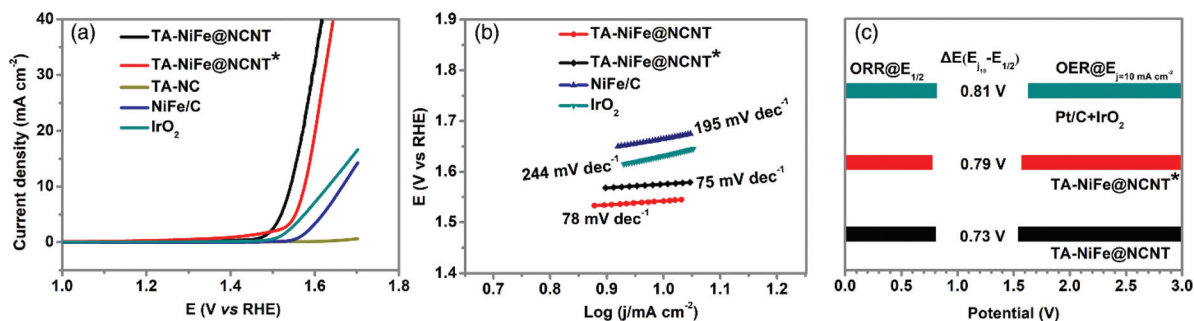 (a)
TA-NiFe@NCNT
TA-NiFe@NCNT*
TA-NC
NiFe/C
IrO₂
Current density (mA cm⁻²)
40
30
20
10
0
1.0
1.2
1.4
1.6
1.8
E (V vs RHE)
(b)
TA-NiFe@NCNT
TA-NiFe@NCNT*
NiFe/C
IrO₂
195 mV dec⁻¹
244 mV dec⁻¹
75 mV dec⁻¹
78 mV dec⁻¹
E (V vs RHE)
1.9
1.8
1.7
1.6
1.5
1.4
0.7
0.8
0.9
1.0
1.1
1.2
Log (j/mA cm⁻²)
(c)
ORR@E₁/₂
ΔE(Ej₁₀-E₁/₂)
OER@Ej=10 mA cm⁻²
0.81 V
Pt/C+IrO₂
0.79 V
TA-NiFe@NCNT*
0.73 V
TA-NiFe@NCNT
0.0
0.5
1.0
1.5
2.0
2.5
3.0
Potential (V)